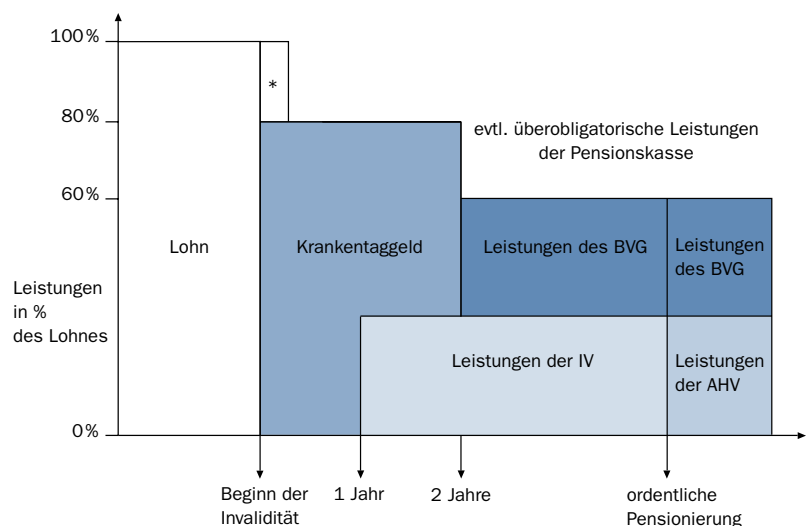 100%
*
80%
evtl. überobligatorische Leistungen
der Pensionskasse
60%
Lohn
Krankentaggeld
Leistungen des BVG
Leistungen
des BVG
Leistungen
in %
des Lohnes
Leistungen der IV
Leistungen
der AHV
0%
Beginn der
Invalidität
1 Jahr
2 Jahre
ordentliche
Pensionierung